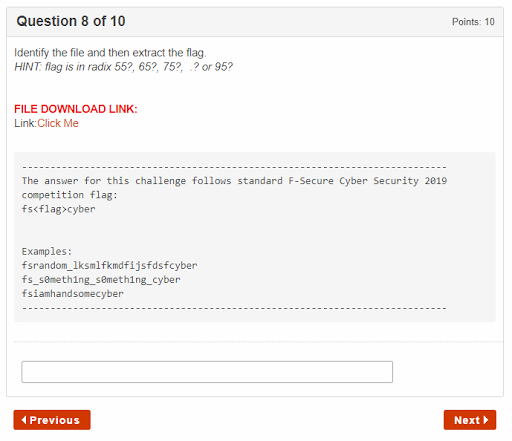 Question 8 of 10
Points: 10
Identify the file and then extract the flag.
HINT: flag is in radix 55?, 65?, 75?, .? or 95?
FILE DOWNLOAD LINK:
Link:Click Me
--------------------------------------------------------------------------
The answer for this challenge follows standard F-Secure Cyber Security 2019
competition flag:
fs<flag>cyber
Examples:
fsrandom_lksmlfkmdfijsfdsfcyber
fs_s0meth1ng_s0meth1ng_cyber
fsiamhandsomecyber
--------------------------------------------------------------------------
Previous
Next